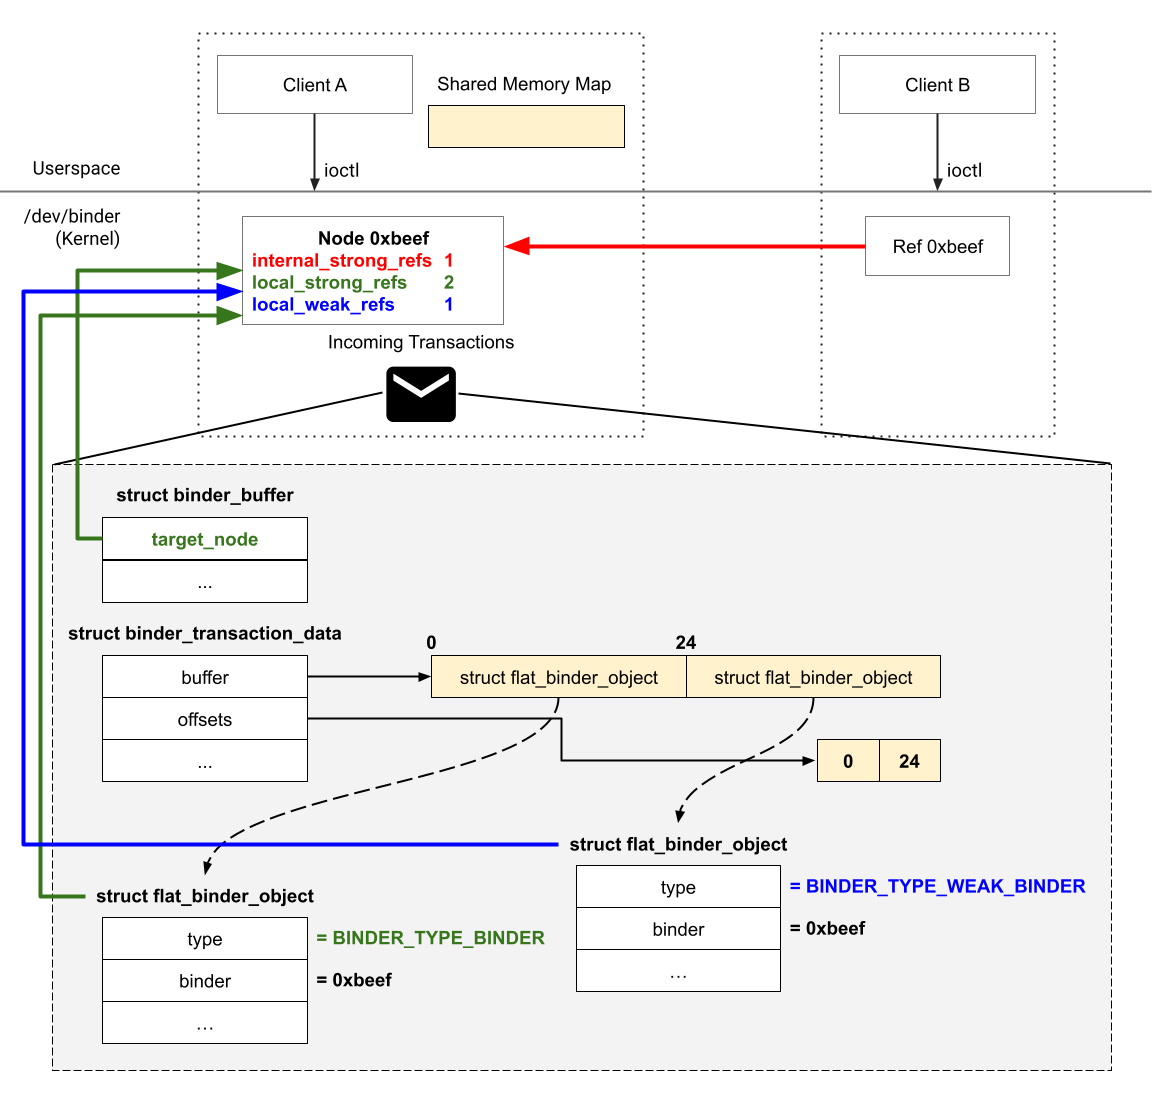 Client A
Shared Memory Map
Client B
ioctl
ioctl
Userspace
/dev/binder
(Kernel)
Node 0xbeef
internal_strong_refs 1
local_strong_refs 2
local_weak_refs 1
Ref 0xbeef
Incoming Transactions
struct binder_buffer
target_node
...
struct binder_transaction_data
0
24
buffer
struct flat_binder_object
struct flat_binder_object
offsets
...
0
24
struct flat_binder_object
type
= BINDER_TYPE_WEAK_BINDER
binder
= 0xbeef
...
struct flat_binder_object
type
= BINDER_TYPE_BINDER
binder
= 0xbeef
...